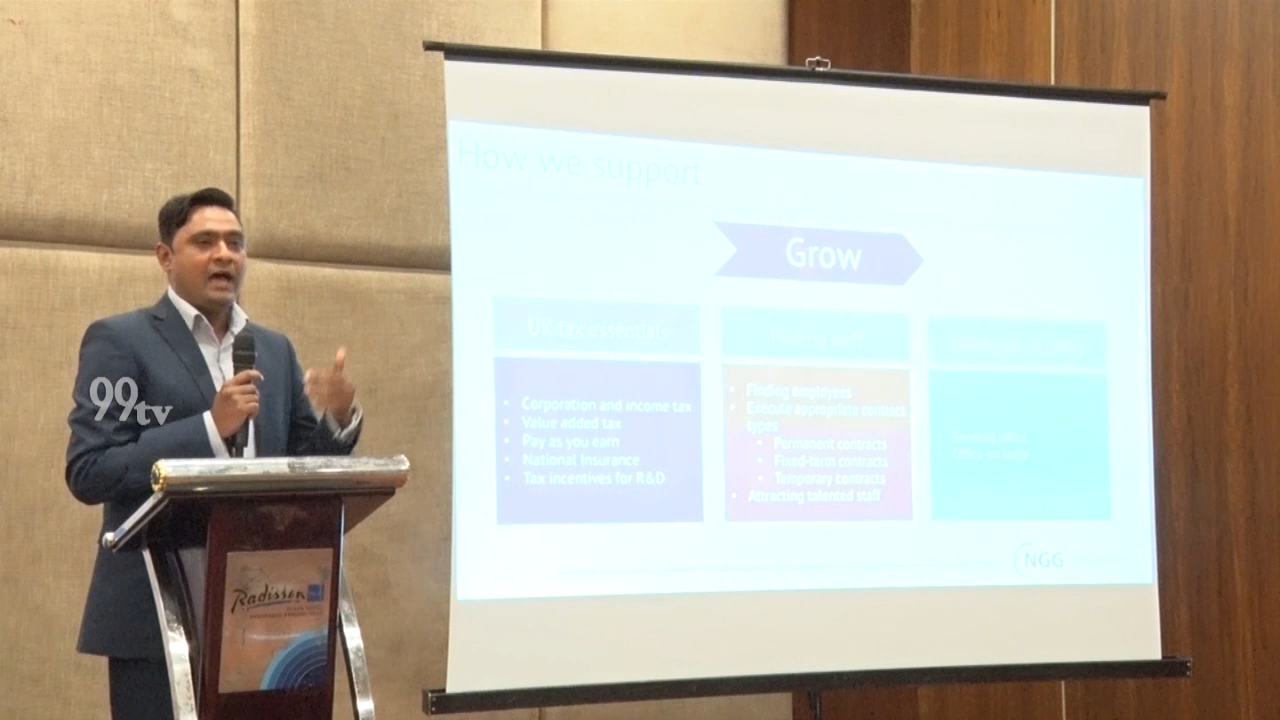 How we support
Grow
UK tax essentials
• Corporation and income tax
• Value added tax
• Pay as you earn
• National Insurance
• Tax incentives for R&D
• Finding employees
• Execute appropriate contract
types
• Permanent contracts
• Fixed-term contracts
• Temporary contracts
• Attracting talented staff
NGG
99tv
Radisson